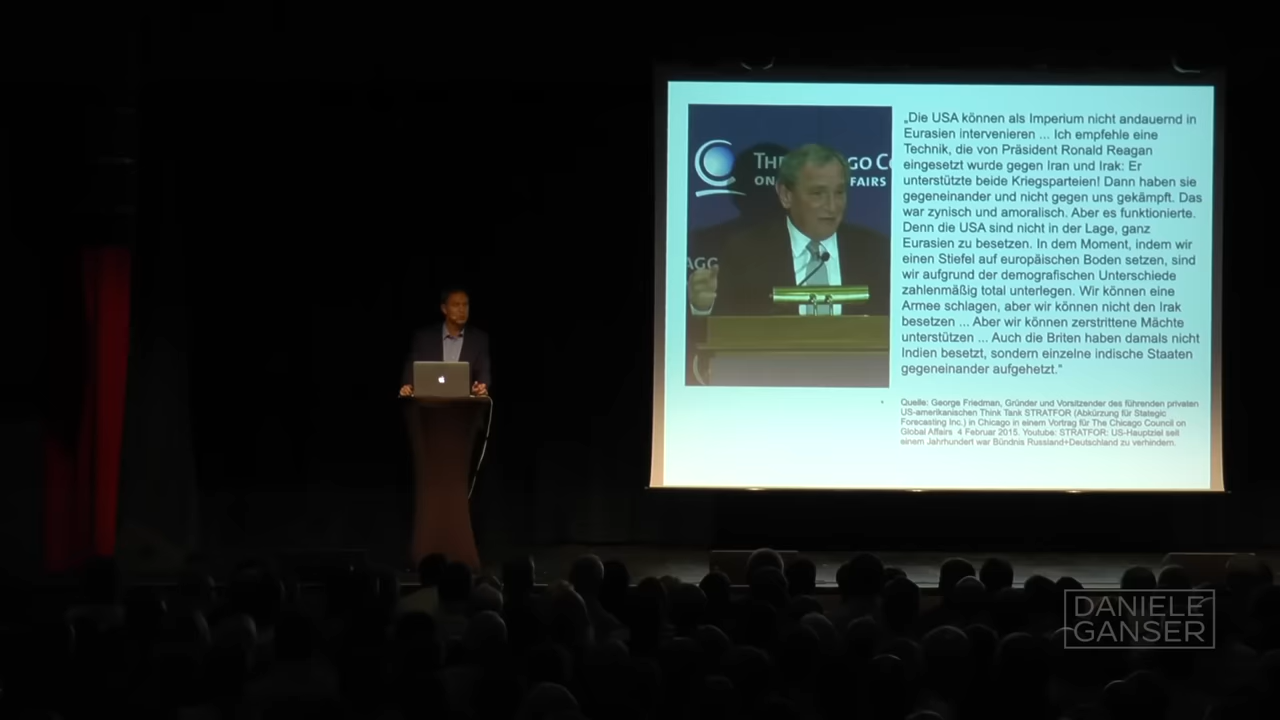 THE CHICAGO CO
ON AFFAIRS
AGG
„Die USA können als Imperium nicht andauernd in
Eurasien intervenieren ... Ich empfehle eine
Technik, die von Präsident Ronald Reagan
eingesetzt wurde gegen Iran und Irak: Er
unterstützte beide Kriegsparteien! Dann haben sie
gegeneinander und nicht gegen uns gekämpft. Das
war zynisch und amoralisch. Aber es funktionierte.
Denn die USA sind nicht in der Lage, ganz
Eurasien zu besetzen. In dem Moment, indem wir
einen Stiefel auf europäischen Boden setzen, sind
wir aufgrund der demografischen Unterschiede
zahlenmäßig total unterlegen. Wir können eine
Armee schlagen, aber wir können nicht den Irak
besetzen ... Aber wir können zerstrittene Mächte
unterstützen ... Auch die Briten haben damals nicht
Indien besetzt, sondern einzelne indische Staaten
gegeneinander aufgehetzt."
Quelle: George Friedman, Gründer und Vorsitzender des führenden privaten
US-amerikanischen Think Tank STRATFOR (Abkürzung für Stategic
Forecasting Inc.) in Chicago in einem Vortrag für The Chicago Council on
Global Affairs 4 Februar 2015. Youtube: STRATFOR: US-Hauptziel seit
einem Jahrhundert war Bündnis Russland+Deutschland zu verhindern.
DANIELE
GANSER